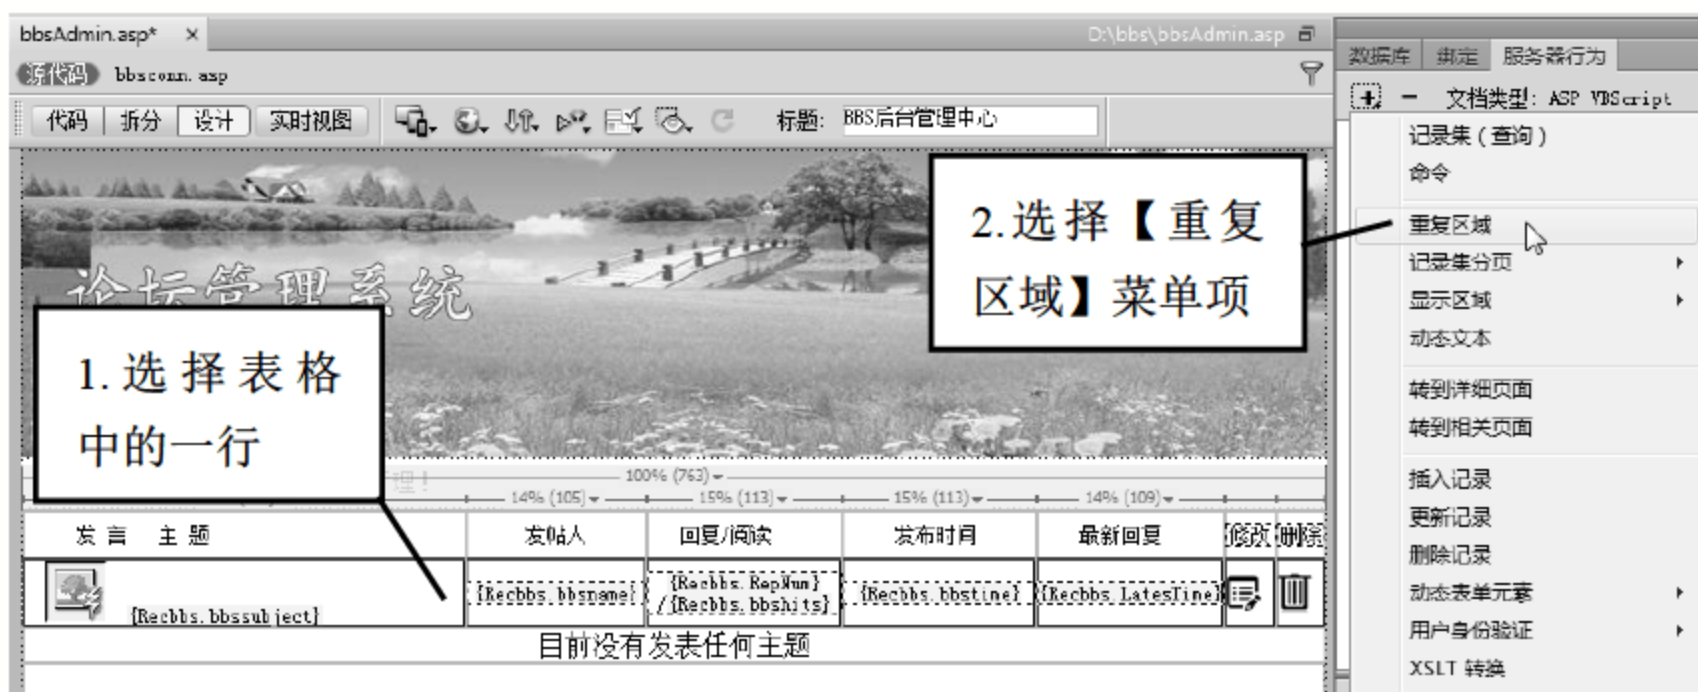 bbsAdmin.asp* ×
D:\bbs\bbsAdmin.asp
源代码 bbsconn.asp
代码 拆分 设计 实时视图
标题: BBS后台管理中心
论坛管理系统
1.选择表格
中的一行
2.选择【重复
区域】菜单项
理!
100% (763)
14% (105) 15% (113) 15% (113) 14% (109)
发言 主题 发帖人 回复/阅读 发布时间 最新回复 修改 删除
{Recbbs.bbssubject}
{Recbbs.bbsname}
{Recbbs.RepNum}
/{Recbbs.bbshits}
{Recbbs.bbstime}
{Recbbs.LatesTime}
目前没有发表任何主题
数据库 绑定 服务器行为
文档类型: ASP VBScript
记录集(查询)
命令
重复区域
记录集分页
显示区域
动态文本
转到详细页面
转到相关页面
插入记录
更新记录
删除记录
动态表单元素
用户身份验证
XSLT 转换